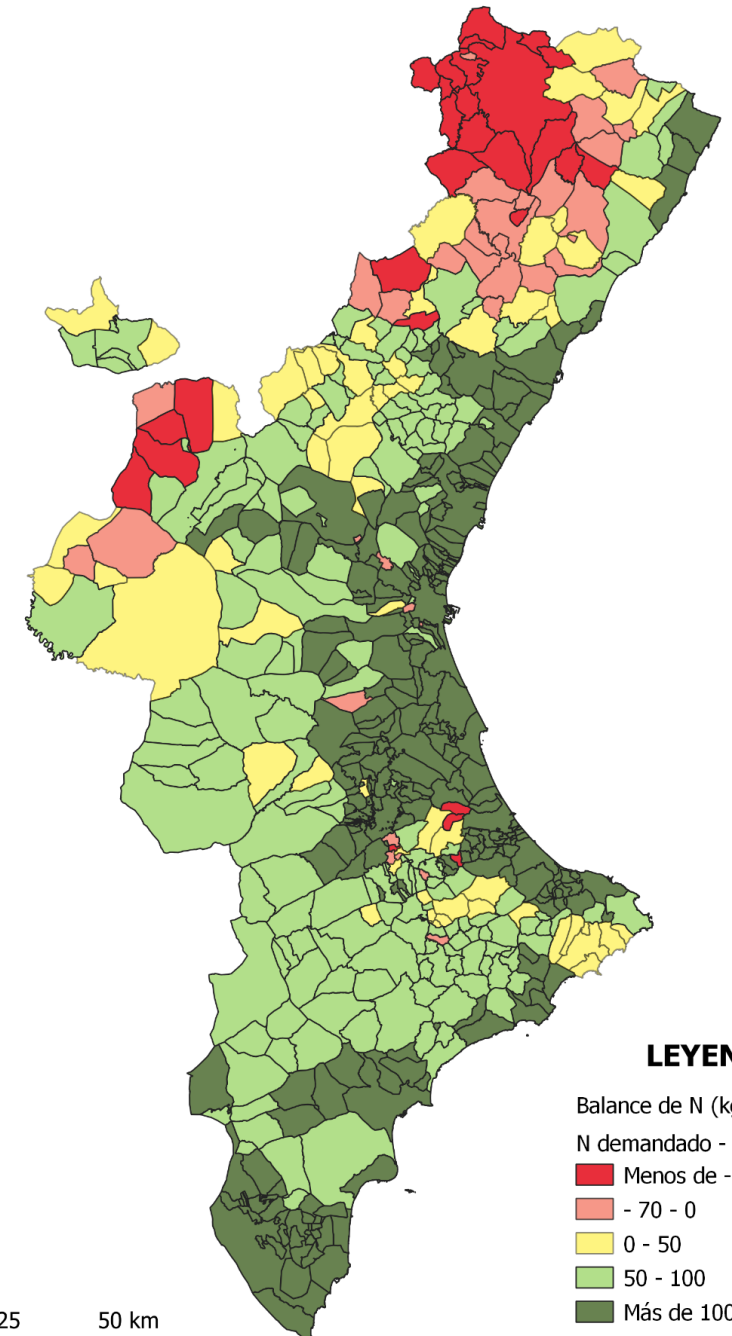 LEYEN
Balance de N (kg
N demandado -
Menos de -
- 70 - 0
0 - 50
50 - 100
Más de 100
25 50 km